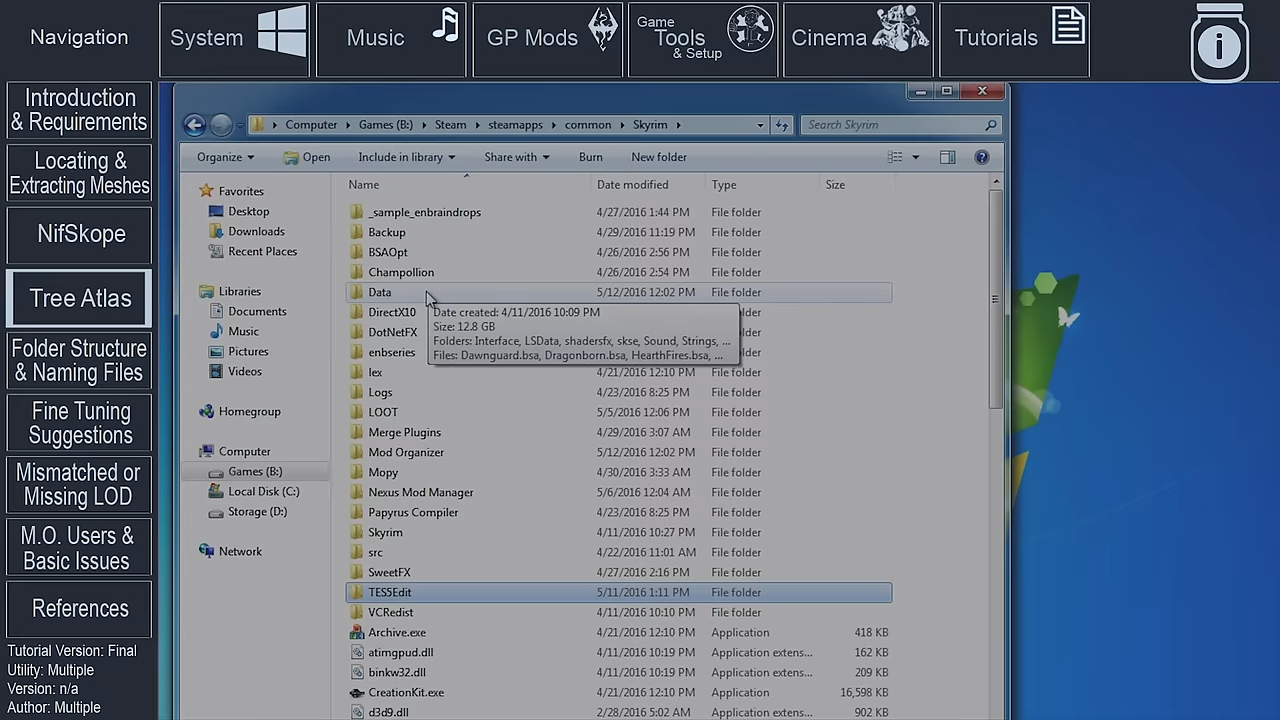 Navigation
System
Music
GP Mods
Game
Tools
& Setup
Cinema
Tutorials
i
Introduction
& Requirements
Locating &
Extracting Meshes
NifSkope
Tree Atlas
Folder Structure
& Naming Files
Fine Tuning
Suggestions
Mismatched or
Missing LOD
M.O. Users &
Basic Issues
References
Tutorial Version: Final
Utility: Multiple
Version: n/a
Author: Multiple
Computer Games (B:) Steam steamapps common Skyrim
Search Skyrim
Organize Open Include in library Share with Burn New folder
Favorites
Desktop
Downloads
Recent Places
Libraries
Documents
Music
Pictures
Videos
Homegroup
Computer
Games (B:)
Local Disk (C:)
Storage (D:)
Network
Name Date modified Type Size
_sample_enbraindrops 4/27/2016 1:44 PM File folder
Backup 4/29/2016 11:19 PM File folder
BSAOpt 4/26/2016 2:56 PM File folder
Champollion 4/26/2016 2:54 PM File folder
Data 5/12/2016 12:02 PM File folder
DirectX10
DotNetFX
enbseries
Date created: 4/11/2016 10:09 PM
Size: 12.8 GB
Folders: Interface, LSData, shadersfx, skse, Sound, Strings, ...
Files: Dawnguard.bsa, Dragonborn.bsa, HearthFires.bsa, ...
lex 4/21/2016 12:10 PM File folder
Logs 4/23/2016 8:25 PM File folder
LOOT 5/5/2016 12:06 PM File folder
Merge Plugins 4/29/2016 3:07 AM File folder
Mod Organizer 5/12/2016 12:02 PM File folder
Mopy 4/30/2016 3:33 AM File folder
Nexus Mod Manager 5/6/2016 12:04 AM File folder
Papyrus Compiler 4/23/2016 8:25 PM File folder
Skyrim 4/11/2016 10:27 PM File folder
src 4/22/2016 11:01 AM File folder
SweetFX 4/27/2016 2:16 PM File folder
TES5Edit 5/11/2016 1:11 PM File folder
VCRedist 4/11/2016 10:10 PM File folder
Archive.exe 4/21/2016 12:10 PM Application 418 KB
atimgpud.dll 4/11/2016 10:19 PM Application extens... 162 KB
binkw32.dll 4/11/2016 10:19 PM Application extens... 209 KB
CreationKit.exe 4/21/2016 12:10 PM Application 16,598 KB
d3d9.dll 2/28/2016 5:02 AM Application extens... 902 KB